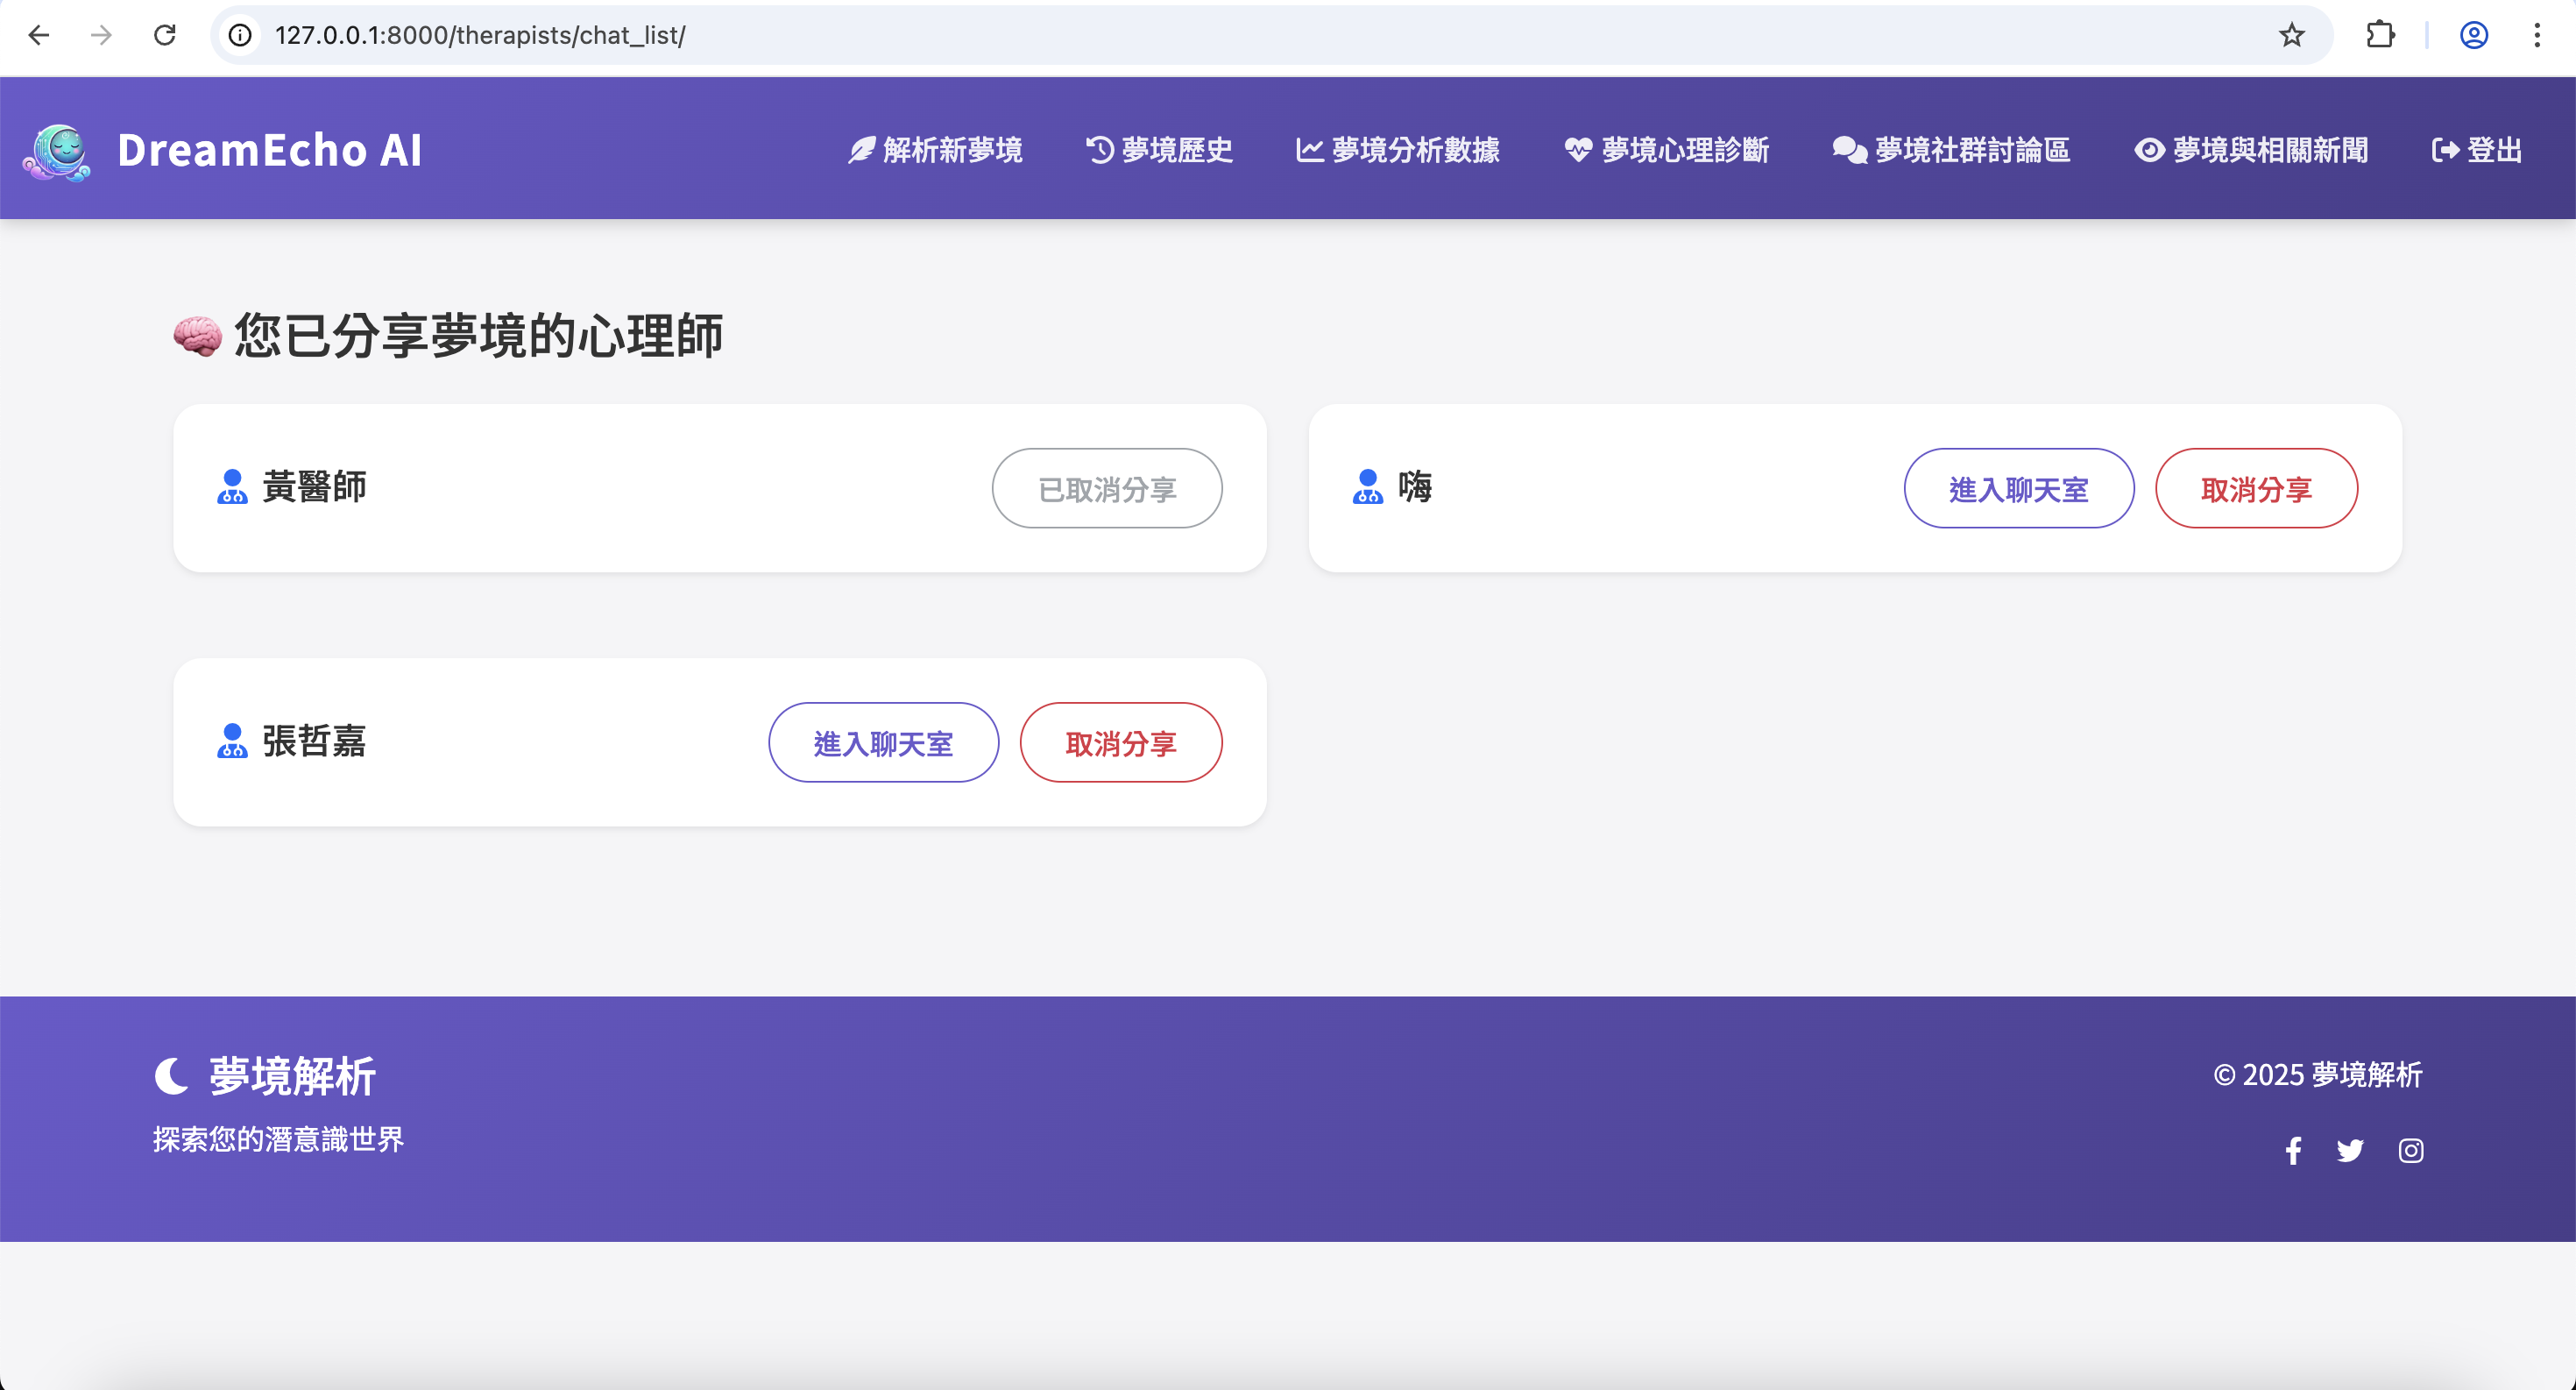 127.0.0.1:8000/therapists/chat_list/
DreamEcho AI 解析新夢境 夢境歷史 夢境分析數據 夢境心理診斷 夢境社群討論區 夢境與相關新聞 登出
您已分享夢境的心理師
黃醫師 已取消分享
嗨 進入聊天室 取消分享
張哲嘉 進入聊天室 取消分享
夢境解析
探索您的潛意識世界
© 2025 夢境解析